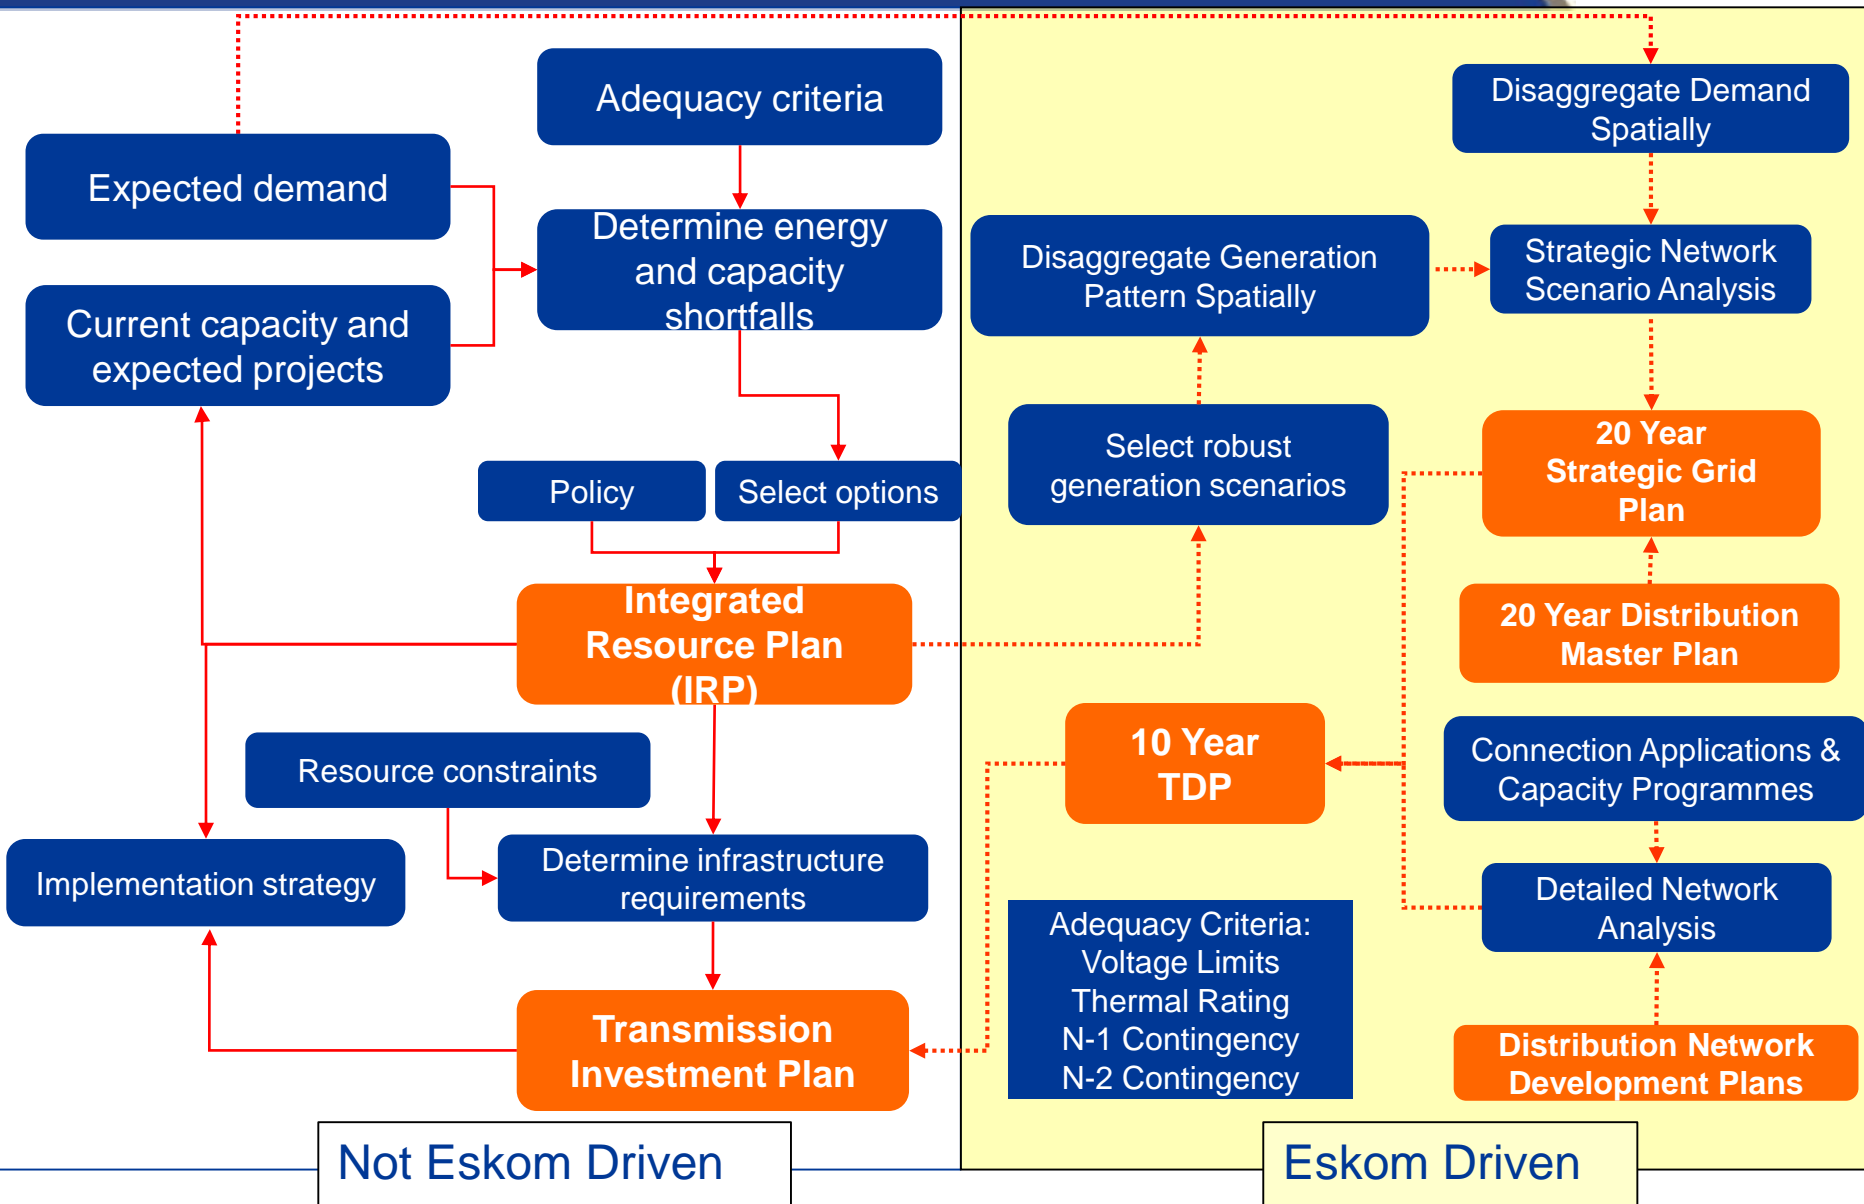 Adequacy criteria
Expected demand
Determine energy
and capacity
shortfalls
Current capacity and
expected projects
Policy
Select options
Integrated
Resource Plan
(IRP)
Resource constraints
Implementation strategy
Determine infrastructure
requirements
Transmission
Investment Plan
Not Eskom Driven
Disaggregate Demand
Spatially
Disaggregate Generation
Pattern Spatially
Strategic Network
Scenario Analysis
Select robust
generation scenarios
20 Year
Strategic Grid
Plan
20 Year Distribution
Master Plan
10 Year
TDP
Connection Applications &
Capacity Programmes
Detailed Network
Analysis
Adequacy Criteria:
Voltage Limits
Thermal Rating
N-1 Contingency
N-2 Contingency
Distribution Network
Development Plans
Eskom Driven